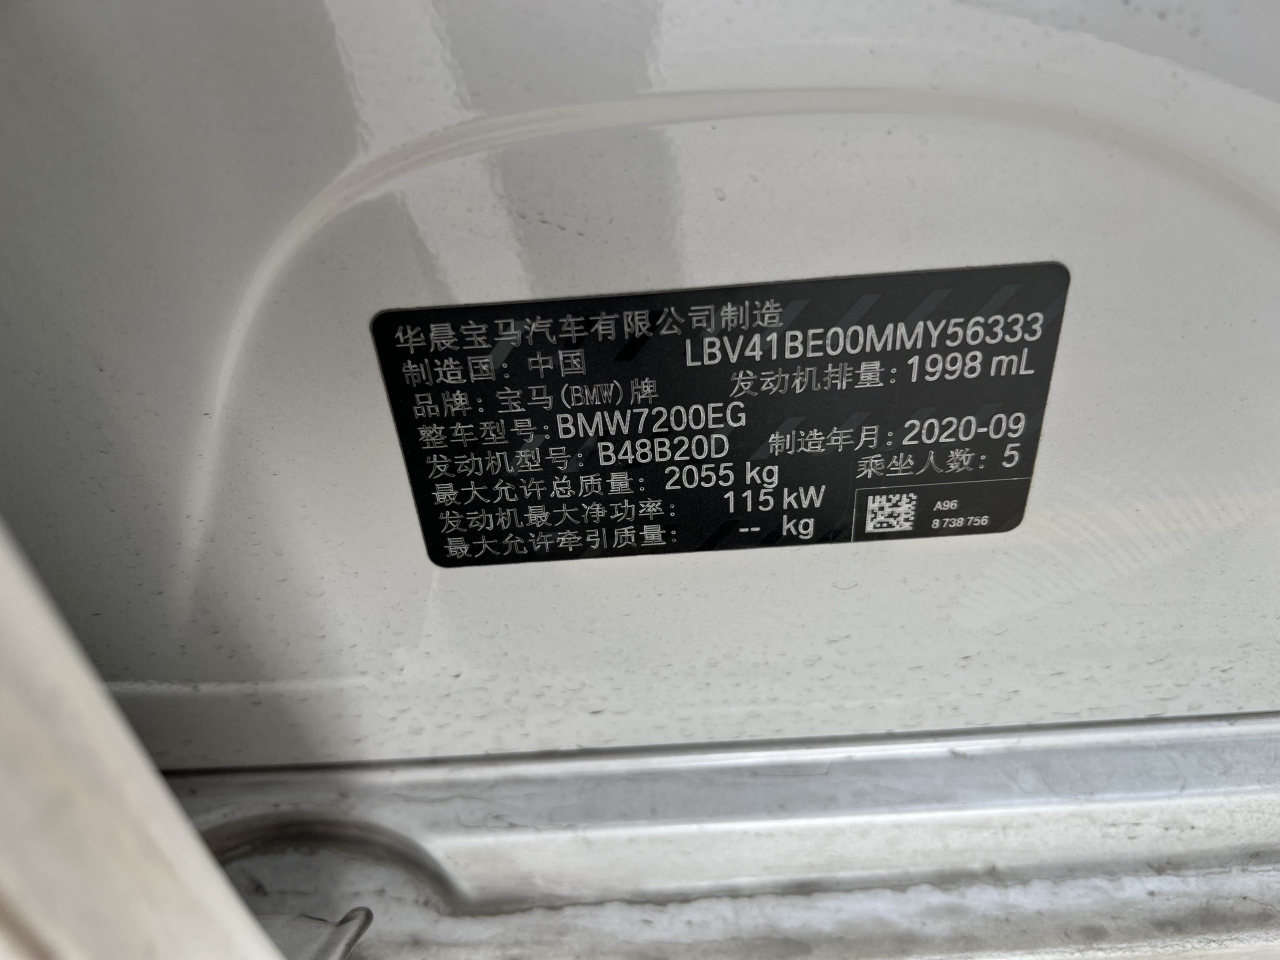 华晨宝马汽车有限公司制造
制造国：中国 LBV41BE00MMY56333
品牌：宝马(BMW)牌 发动机排量：1998 mL
整车型号:BMW7200EG
发动机型号：B48B20D 制造年月：2020-09
最大允许总质量：2055 kg 乘坐人数：5
发动机最大净功率：115 kW
最大允许牵引质量：-- kg
A96
8 738 756